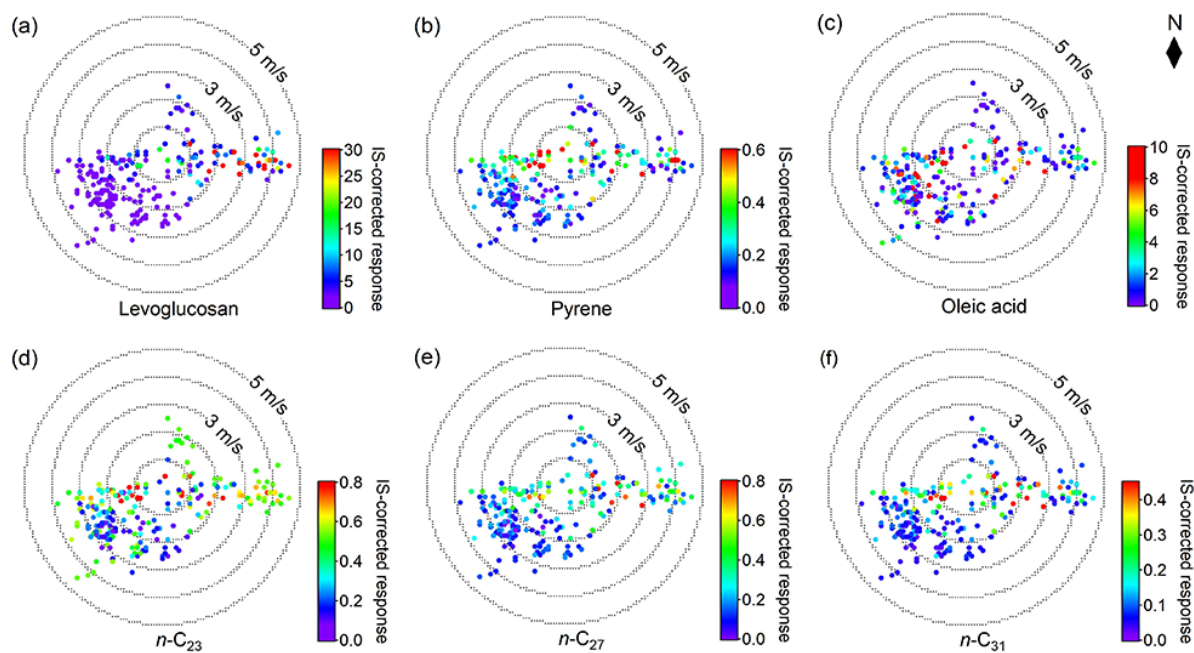 (a)
5 m/s
3 m/s
30
25
20
15
10
5
0
IS-corrected response
Levoglucosan
(b)
5 m/s
3 m/s
0.6
0.4
0.2
0.0
IS-corrected response
Pyrene
(c)
5 m/s
3 m/s
N
10
8
6
4
2
0
IS-corrected response
Oleic acid
(d)
5 m/s
3 m/s
0.8
0.6
0.4
0.2
0.0
IS-corrected response
n-C23
(e)
5 m/s
3 m/s
0.8
0.6
0.4
0.2
0.0
IS-corrected response
n-C27
(f)
5 m/s
3 m/s
0.4
0.3
0.2
0.1
0.0
IS-corrected response
n-C31